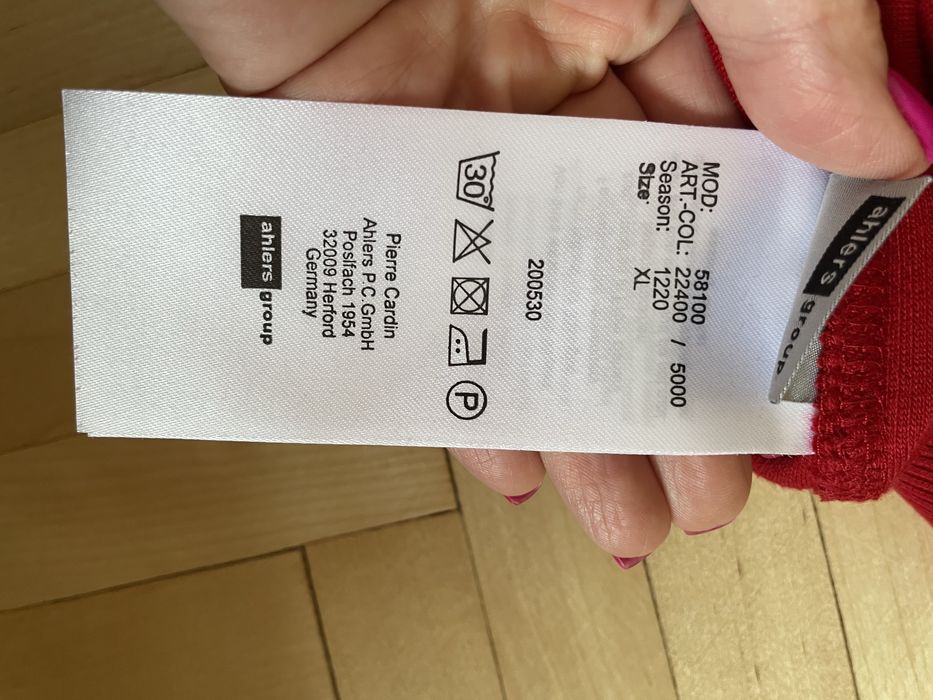 ahlers group
MOD: 58100
ART.-COL: 22400 / 5000
Season: 1220
Size: XL
200530
30° P
Pierre Cardin
Ahlers P.C.GmbH
Postfach 1954
32009 Herford
Germany
ahlers group